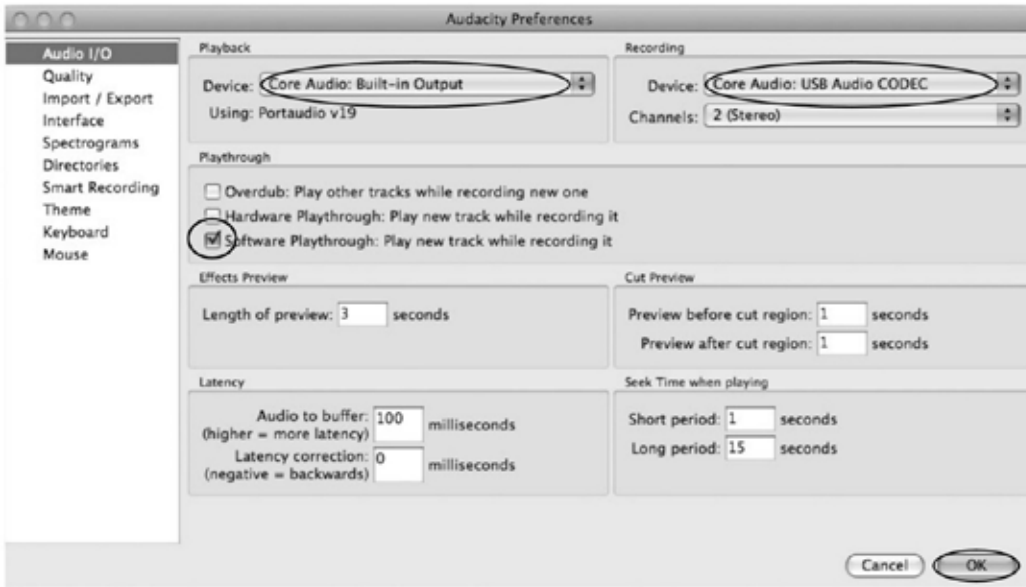 Audacity Preferences
Audio I/O
Quality
Import / Export
Interface
Spectrograms
Directories
Smart Recording
Theme
Keyboard
Mouse
Playback
Device: Core Audio: Built-in Output
Using: Portaudio v19
Recording
Device: Core Audio: USB Audio CODEC
Channels: 2 (Stereo)
Playthrough
Overdub: Play other tracks while recording new one
Hardware Playthrough: Play new track while recording it
Software Playthrough: Play new track while recording it
Effects Preview
Length of preview: 3 seconds
Cut Preview
Preview before cut region: 1 seconds
Preview after cut region: 1 seconds
Latency
Audio to buffer: 100 milliseconds
(higher = more latency)
Latency correction: 0 milliseconds
(negative = backwards)
Seek Time when playing
Short period: 1 seconds
Long period: 15 seconds
Cancel
OK